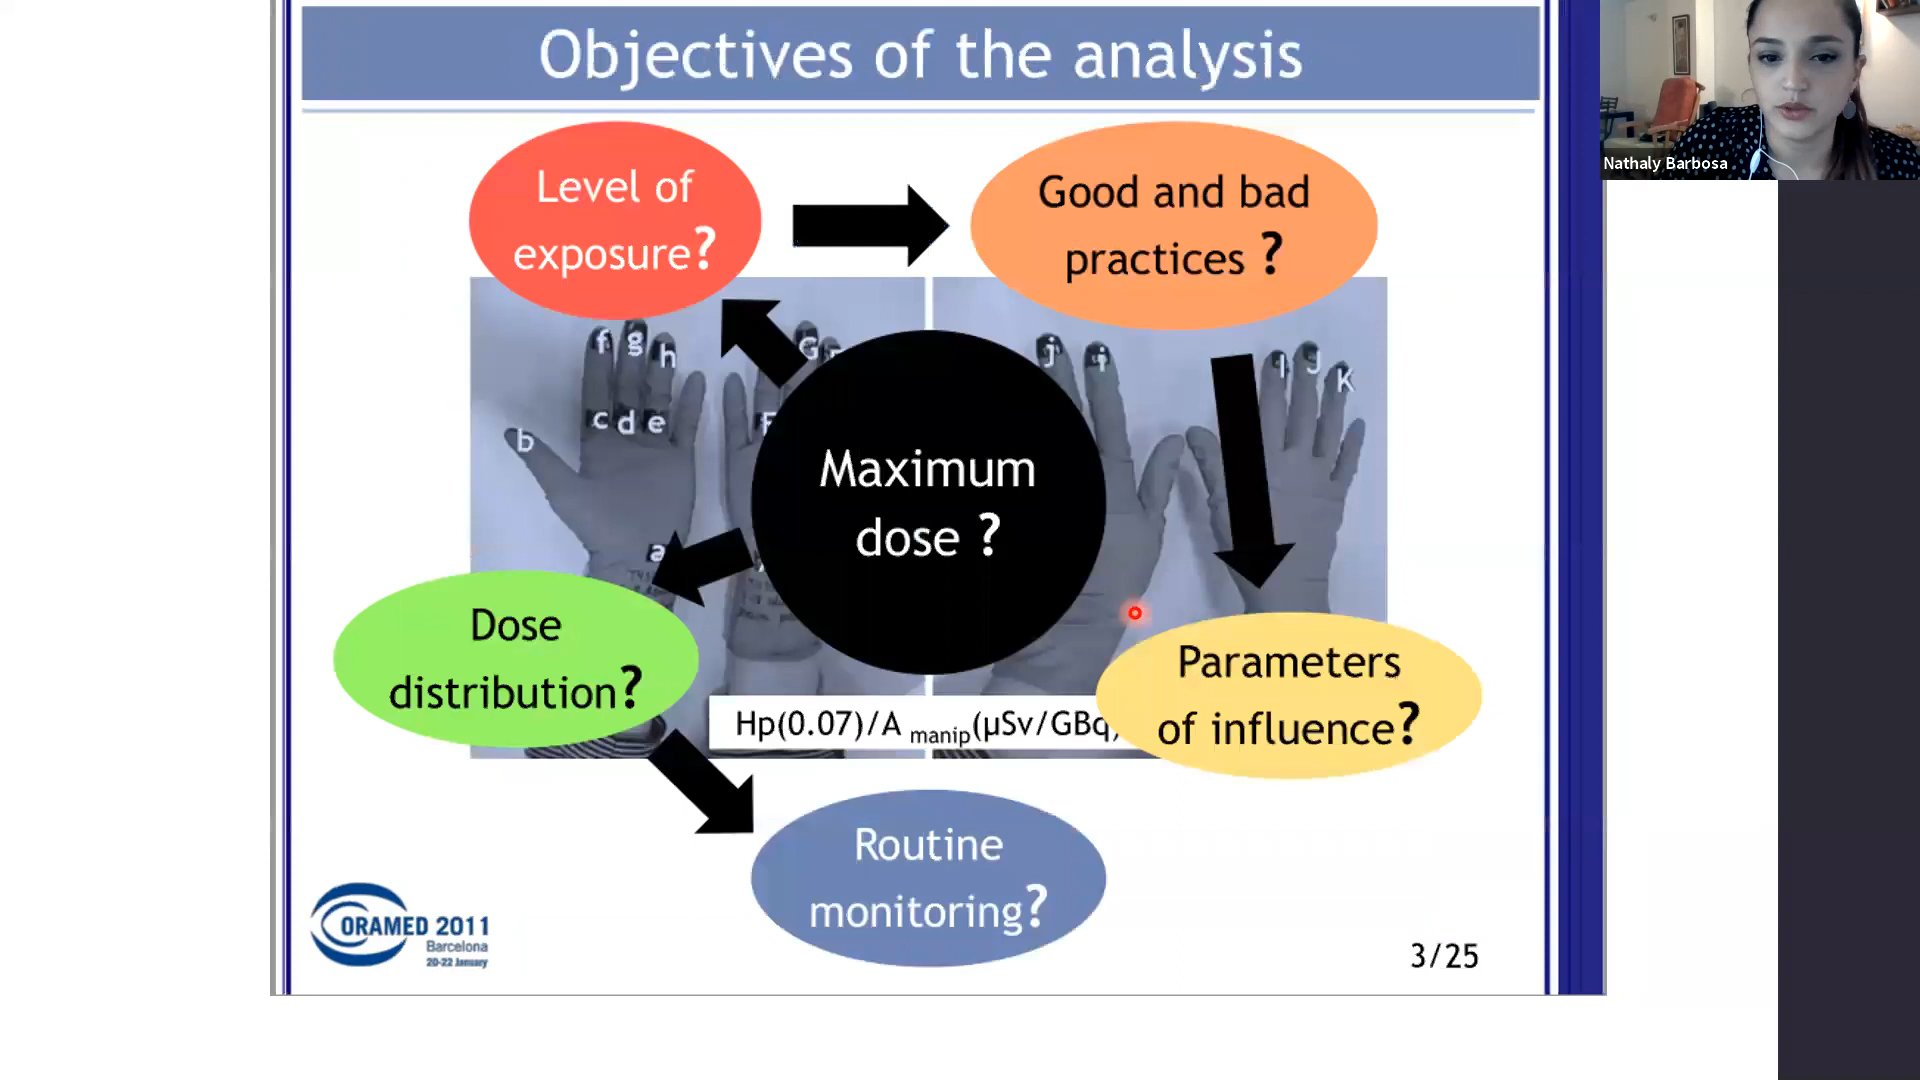 Objectives of the analysis
Nathaly Barbosa
Level of
exposure?
Good and bad
practices ?
f g h
G
j i
I J K
c d e
F
b
Maximum
dose ?
a
Dose
distribution?
Parameters
of influence?
Hp(0.07)/A manip(µSv/GBq)
Routine
monitoring?
ORAMED 2011
Barcelona
20-22 January
3/25